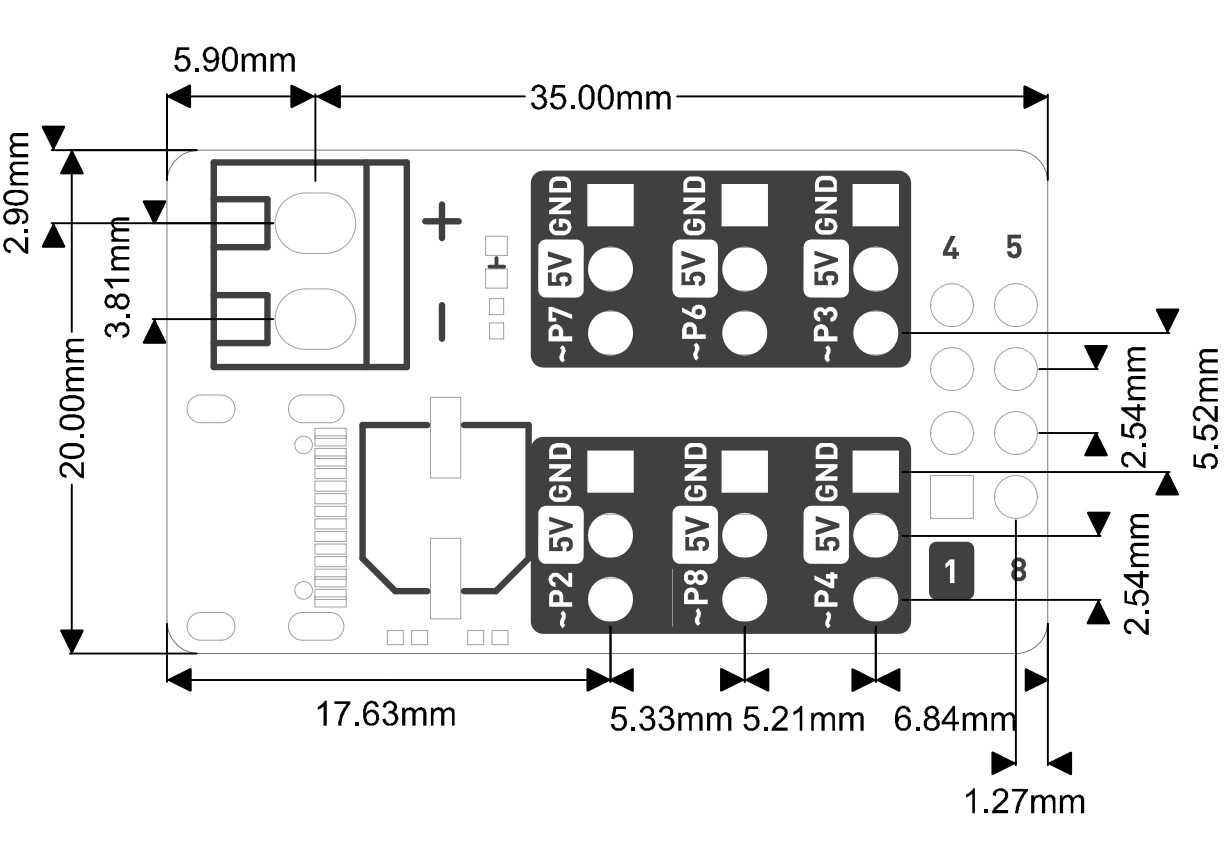 5.90mm
35.00mm
2.90mm
3.81mm
20.00mm
+
−
GND GND GND
5V 5V 5V
~P7 ~P6 ~P3
4 5
2.54mm
5.52mm
GND GND GND
5V 5V 5V
~P2 ~P8 ~P4
1 8
2.54mm
17.63mm
5.33mm 5.21mm 6.84mm
1.27mm